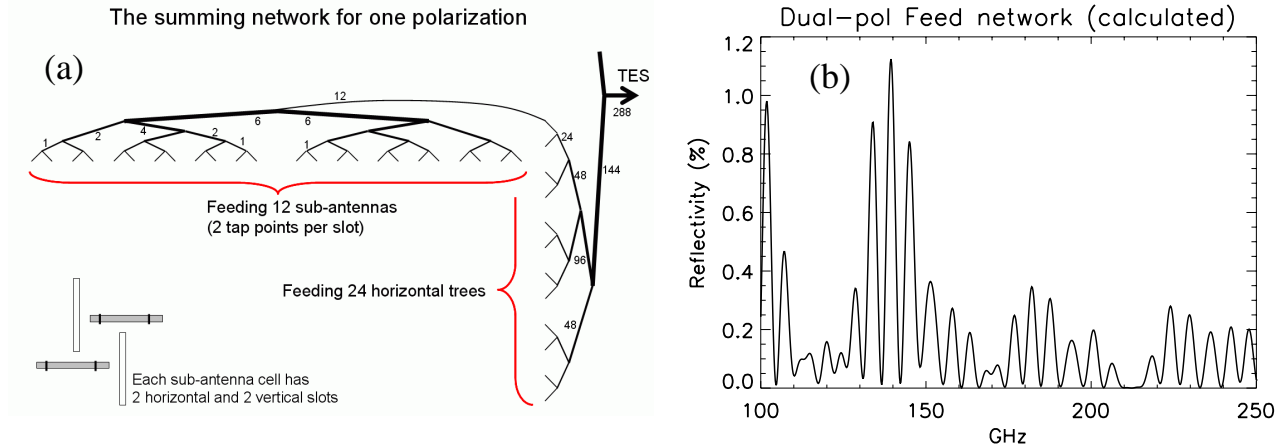 The summing network for one polarization
(a)
12
TES
288
6
6
2
4
2
1
1
1
24
48
144
96
48
Feeding 12 sub-antennas
(2 tap points per slot)
Feeding 24 horizontal trees
Each sub-antenna cell has
2 horizontal and 2 vertical slots
Dual-pol Feed network (calculated)
(b)
Reflectivity (%)
1.2
1.0
0.8
0.6
0.4
0.2
0.0
100
150
200
250
GHz